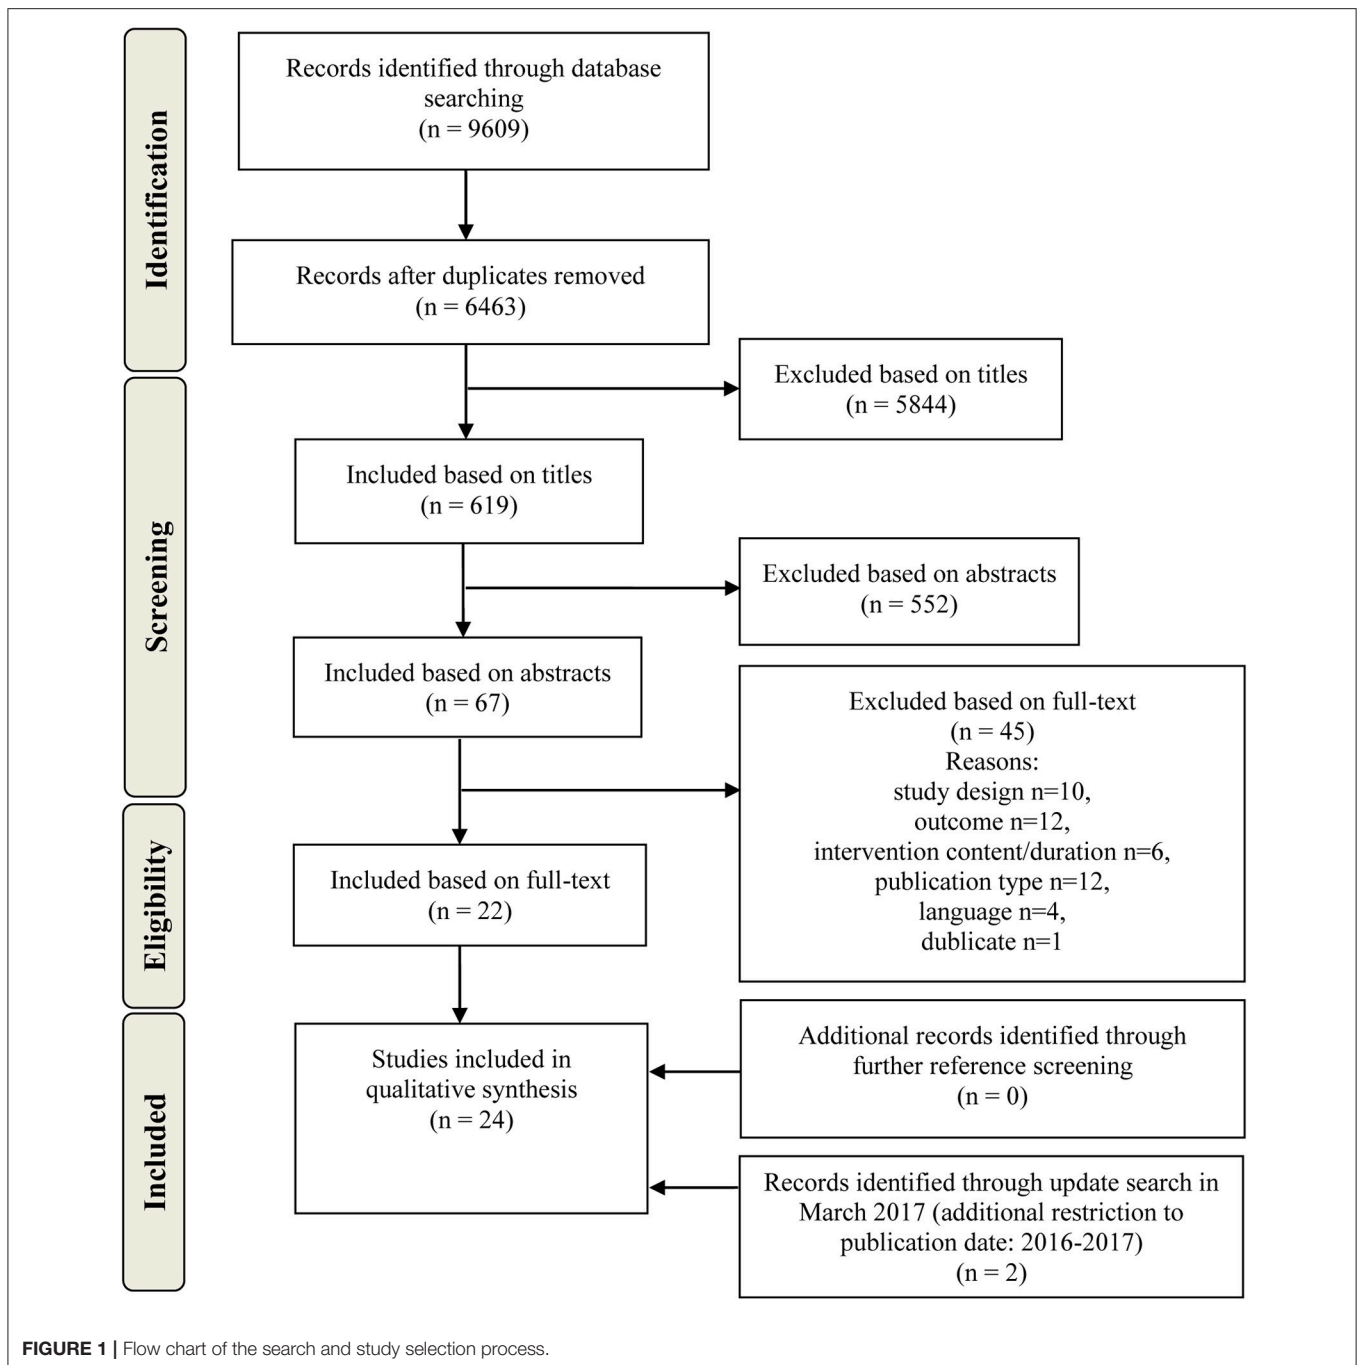 Identification
Records identified through database
searching
(n = 9609)
Records after duplicates removed
(n = 6463)
Excluded based on titles
(n = 5844)
Screening
Included based on titles
(n = 619)
Excluded based on abstracts
(n = 552)
Included based on abstracts
(n = 67)
Excluded based on full-text
(n = 45)
Reasons:
study design n=10,
outcome n=12,
intervention content/duration n=6,
publication type n=12,
language n=4,
dublicate n=1
Eligibility
Included based on full-text
(n = 22)
Included
Studies included in
qualitative synthesis
(n = 24)
Additional records identified through
further reference screening
(n = 0)
Records identified through update search in
March 2017 (additional restriction to
publication date: 2016-2017)
(n = 2)
FIGURE 1 | Flow chart of the search and study selection process.